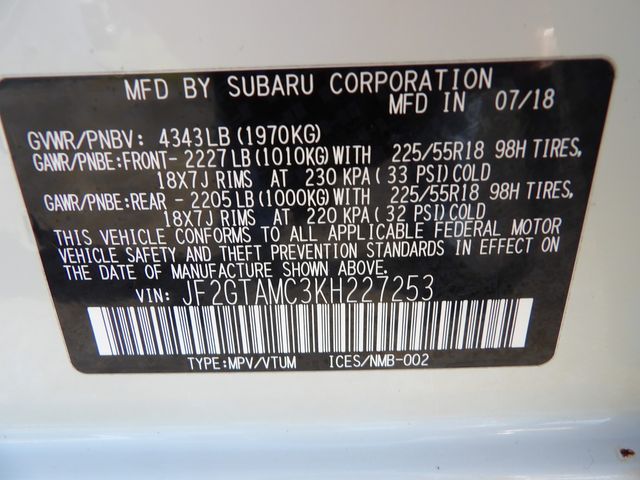 MFD BY SUBARU CORPORATION
MFD IN 07/18
GVWR/PNBV: 4343LB (1970KG)
GAWR/PNBE:FRONT- 2227LB (1010KG) WITH 225/55R18 98H TIRES,
18X7J RIMS AT 230 KPA ( 33 PSI) COLD
GAWR/PNBE:REAR - 2205LB (1000KG) WITH 225/55R18 98H TIRES,
18X7J RIMS AT 220 KPA ( 32 PSI) COLD
THIS VEHICLE CONFORMS TO ALL APPLICABLE FEDERAL MOTOR
VEHICLE SAFETY AND THEFT PREVENTION STANDARDS IN EFFECT ON
THE DATE OF MANUFACTURE SHOWN ABOVE.
VIN: JF2GTAMC3KH227253
TYPE:MPV/VTUM ICES/NMB-002